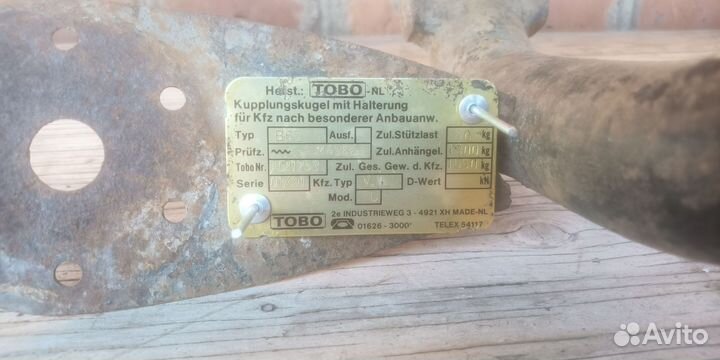 Herst.: TOBO -NL
Kupplungskugel mit Halterung
für Kfz nach besonderer Anbauanw.
Typ Ausf. Zul.Stützlast kg
Prüfz. Zul.Anhängel. kg
Tobo Nr. Zul. Ges. Gew. d. Kfz. kg
Serie Kfz. Typ D-Wert kN
Mod.
TOBO 2e INDUSTRIEWEG 3 - 4921 XH MADE-NL
☎ 01626 - 3000* TELEX 54117
Avito